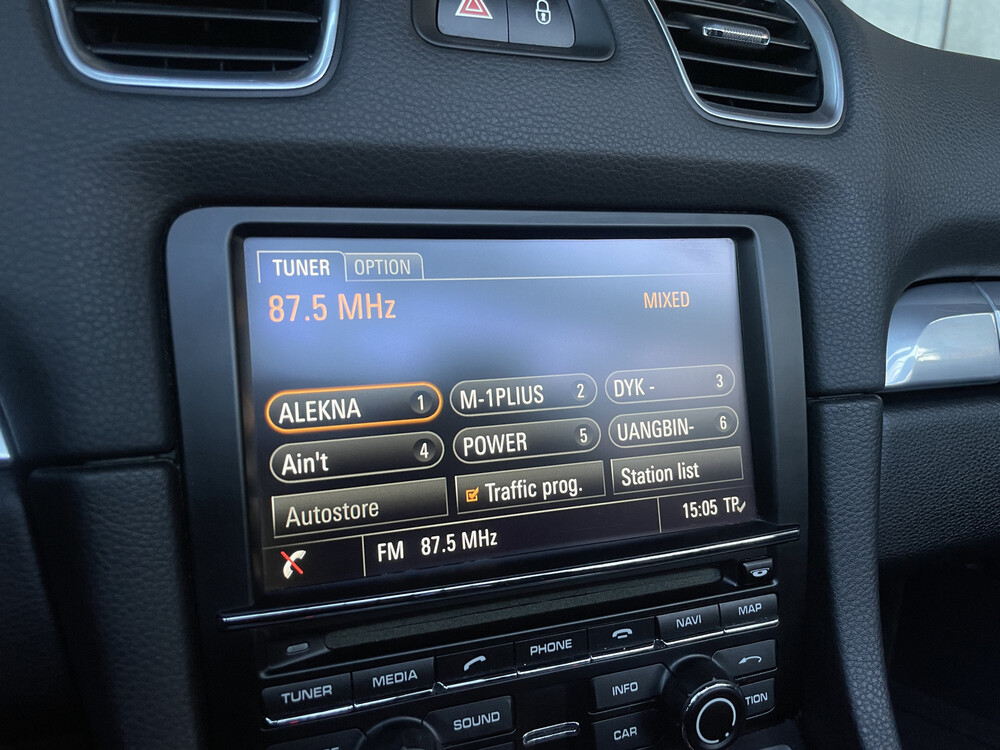 TUNER OPTION
87.5 MHz MIXED
ALEKNA 1 M-1PLIUS 2 DYK - 3
Ain't 4 POWER 5 UANGBIN- 6
Autostore Traffic prog. Station list
FM 87.5 MHz 15:05 TP
TUNER MEDIA PHONE NAVI MAP
SOUND INFO
CAR